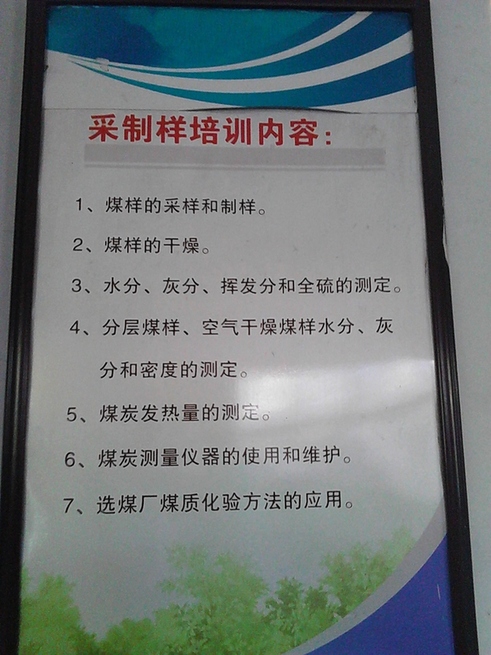 采制样培训内容：
1、煤样的采样和制样。
2、煤样的干燥。
3、水分、灰分、挥发分和全硫的测定。
4、分层煤样、空气干燥煤样水分、灰
分和密度的测定。
5、煤炭发热量的测定。
6、煤炭测量仪器的使用和维护。
7、选煤厂煤质化验方法的应用。